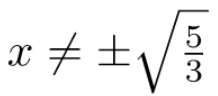 x ≠ ±√(5/3)